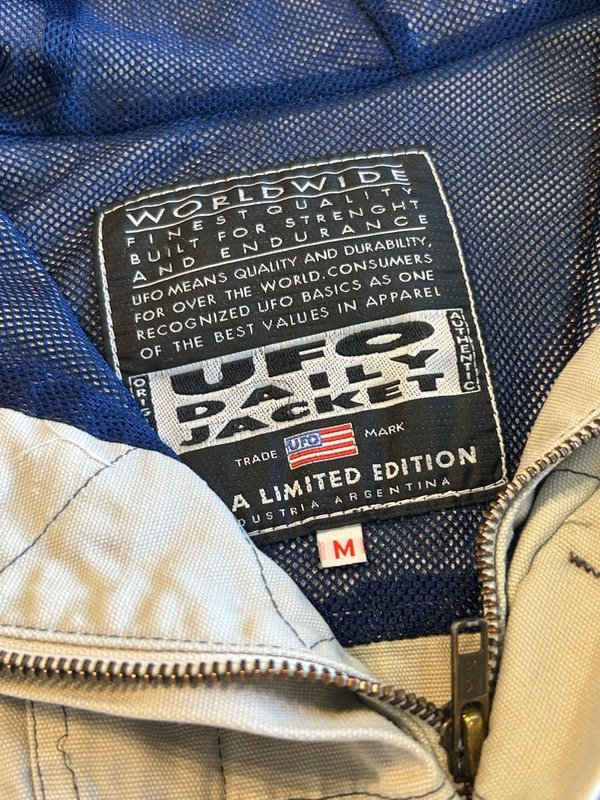 WORLDWIDE
FINEST QUALITY
BUILT FOR STRENGHT
AND ENDURANCE
UFO MEANS QUALITY AND DURABILITY,
FOR OVER THE WORLD.CONSUMERS
RECOGNIZED UFO BASICS AS ONE
OF THE BEST VALUES IN APPAREL
ORIG
UFO
DAILY
JACKET
AUTHENTIC
TRADE UFO MARK
A LIMITED EDITION
DUSTRIA ARGENTINA
M